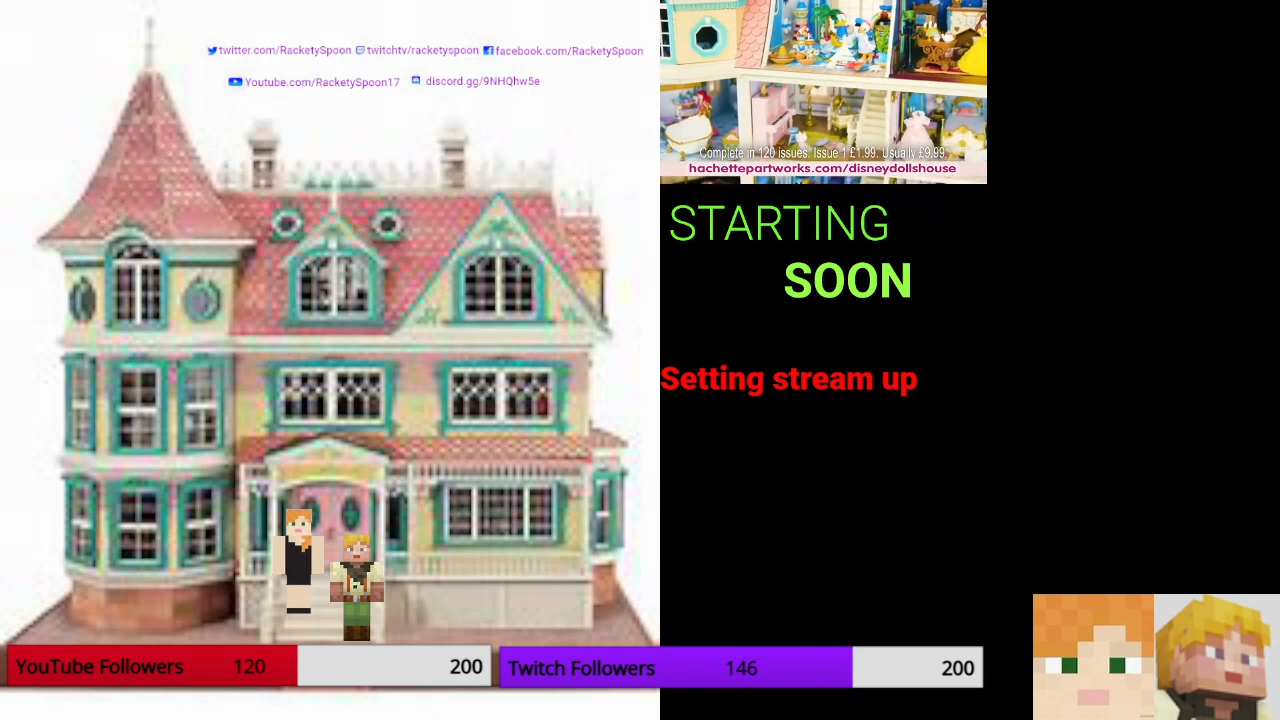 twitter.com/RacketySpoon twitchtv/racketyspoon facebook.com/RacketySpoon
Youtube.com/RacketySpoon17 discord.gg/9NHQhw5e
Complete in 120 issues. Issue 1 £1.99. Usually £9.99.
hachettepartworks.com/disneydollshouse
STARTING
SOON
Setting stream up
YouTube Followers 120 200
Twitch Followers 146 200